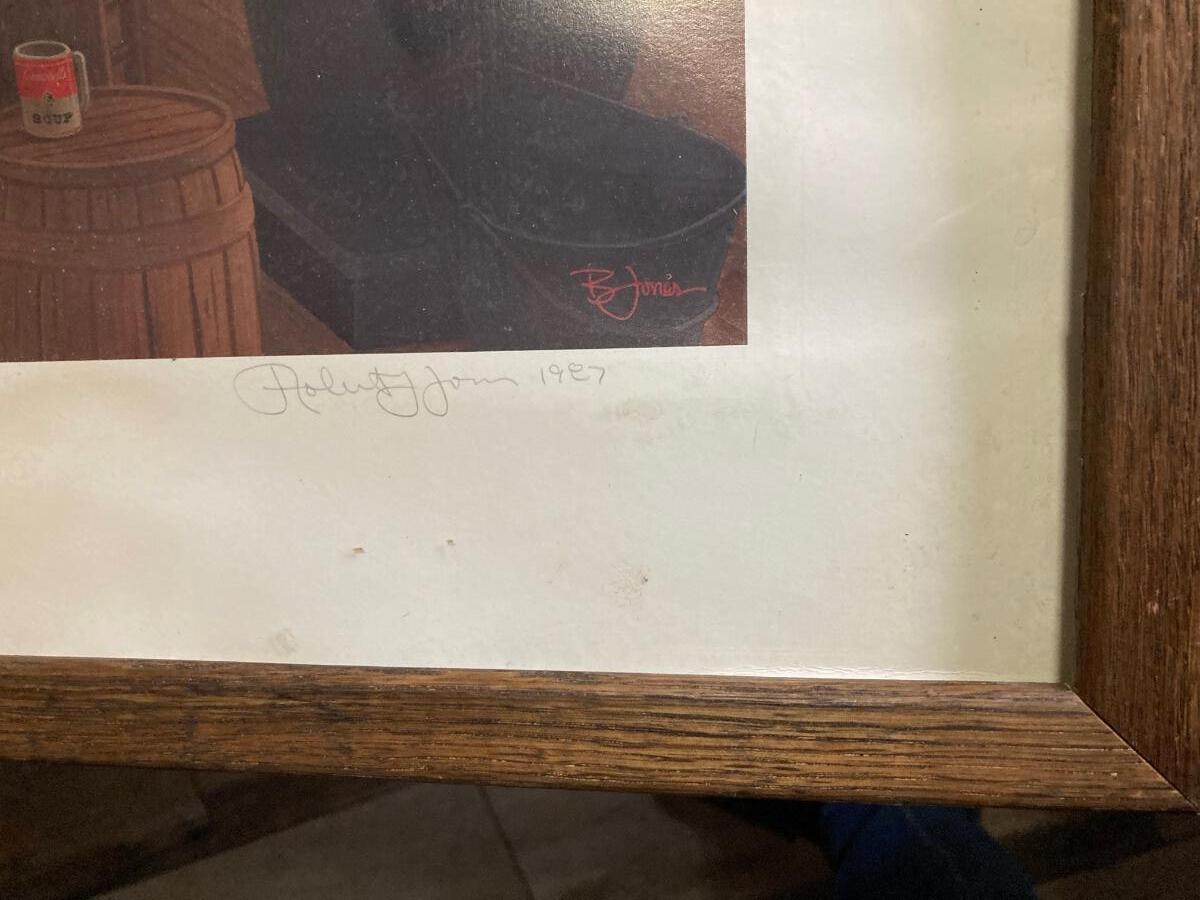 Campbell's
SOUP
B Jones
Robert J Jones 1987